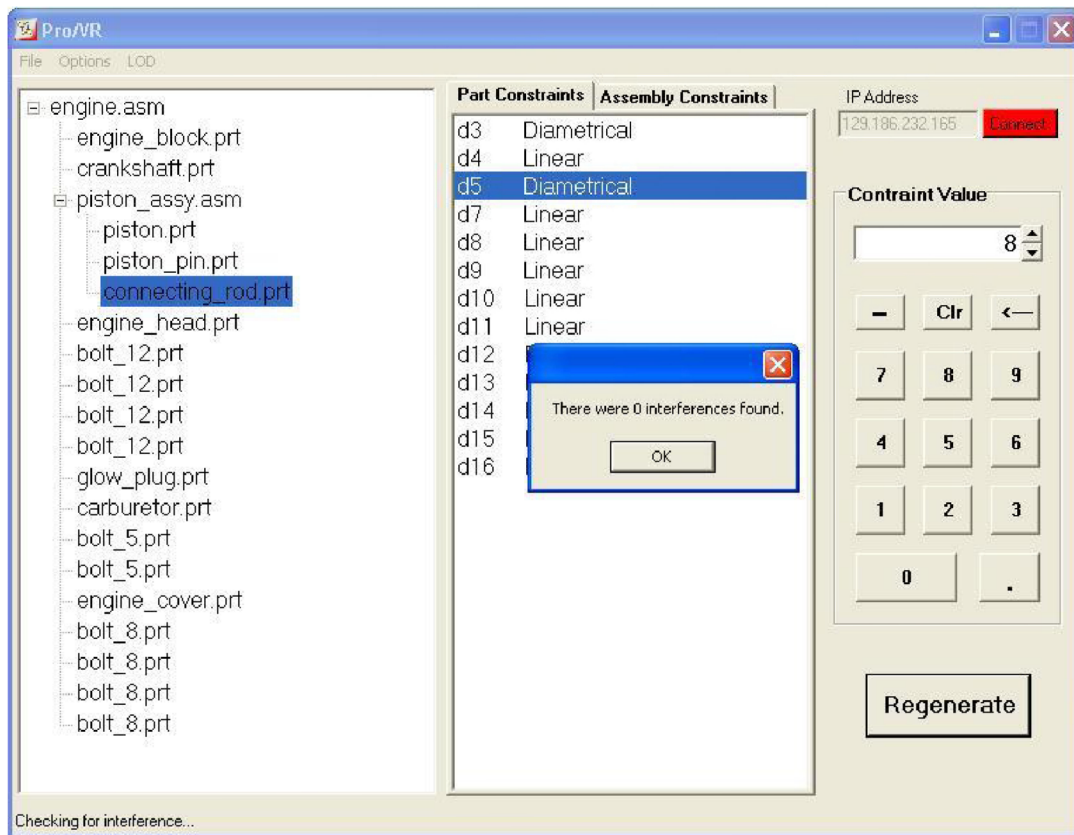 Pro/VR
File Options LOD
engine.asm
engine_block.prt
crankshaft.prt
piston_assy.asm
piston.prt
piston_pin.prt
connecting_rod.prt
engine_head.prt
bolt_12.prt
bolt_12.prt
bolt_12.prt
bolt_12.prt
glow_plug.prt
carburetor.prt
bolt_5.prt
bolt_5.prt
engine_cover.prt
bolt_8.prt
bolt_8.prt
bolt_8.prt
bolt_8.prt
Part Constraints Assembly Constraints
d3 Diametrical
d4 Linear
d5 Diametrical
d7 Linear
d8 Linear
d9 Linear
d10 Linear
d11 Linear
d12
d13
d14
d15
d16
There were 0 interferences found.
OK
IP Address
129.186.232.165 Connect
Contraint Value
8
- Clr <—
7 8 9
4 5 6
1 2 3
0 .
Regenerate
Checking for interference...